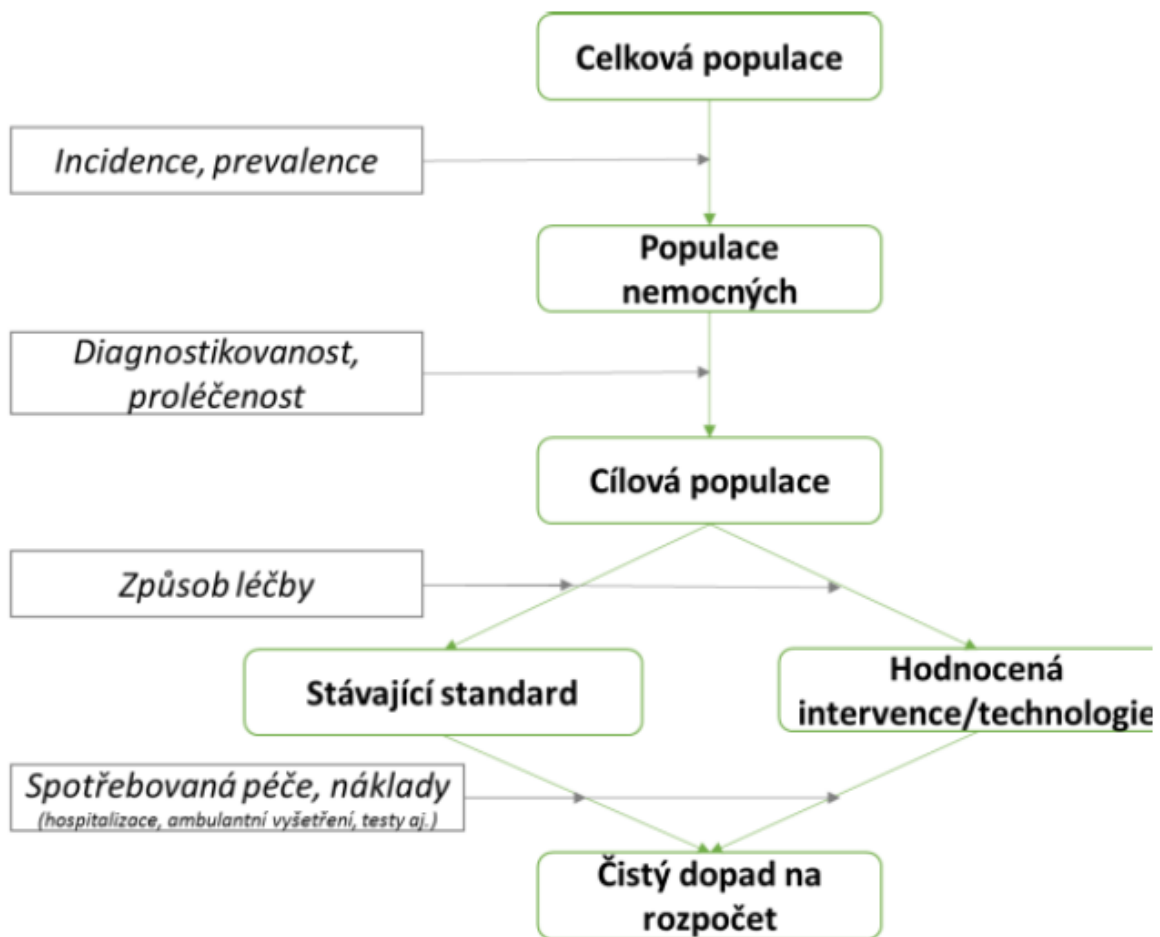 Celková populace
Incidence, prevalence
Populace
nemocných
Diagnostikovanost,
proléčenost
Cílová populace
Způsob léčby
Stávající standard
Hodnocená
intervence/technologie
Spotřebovaná péče, náklady
(hospitalizace, ambulantní vyšetření, testy aj.)
Čistý dopad na
rozpočet